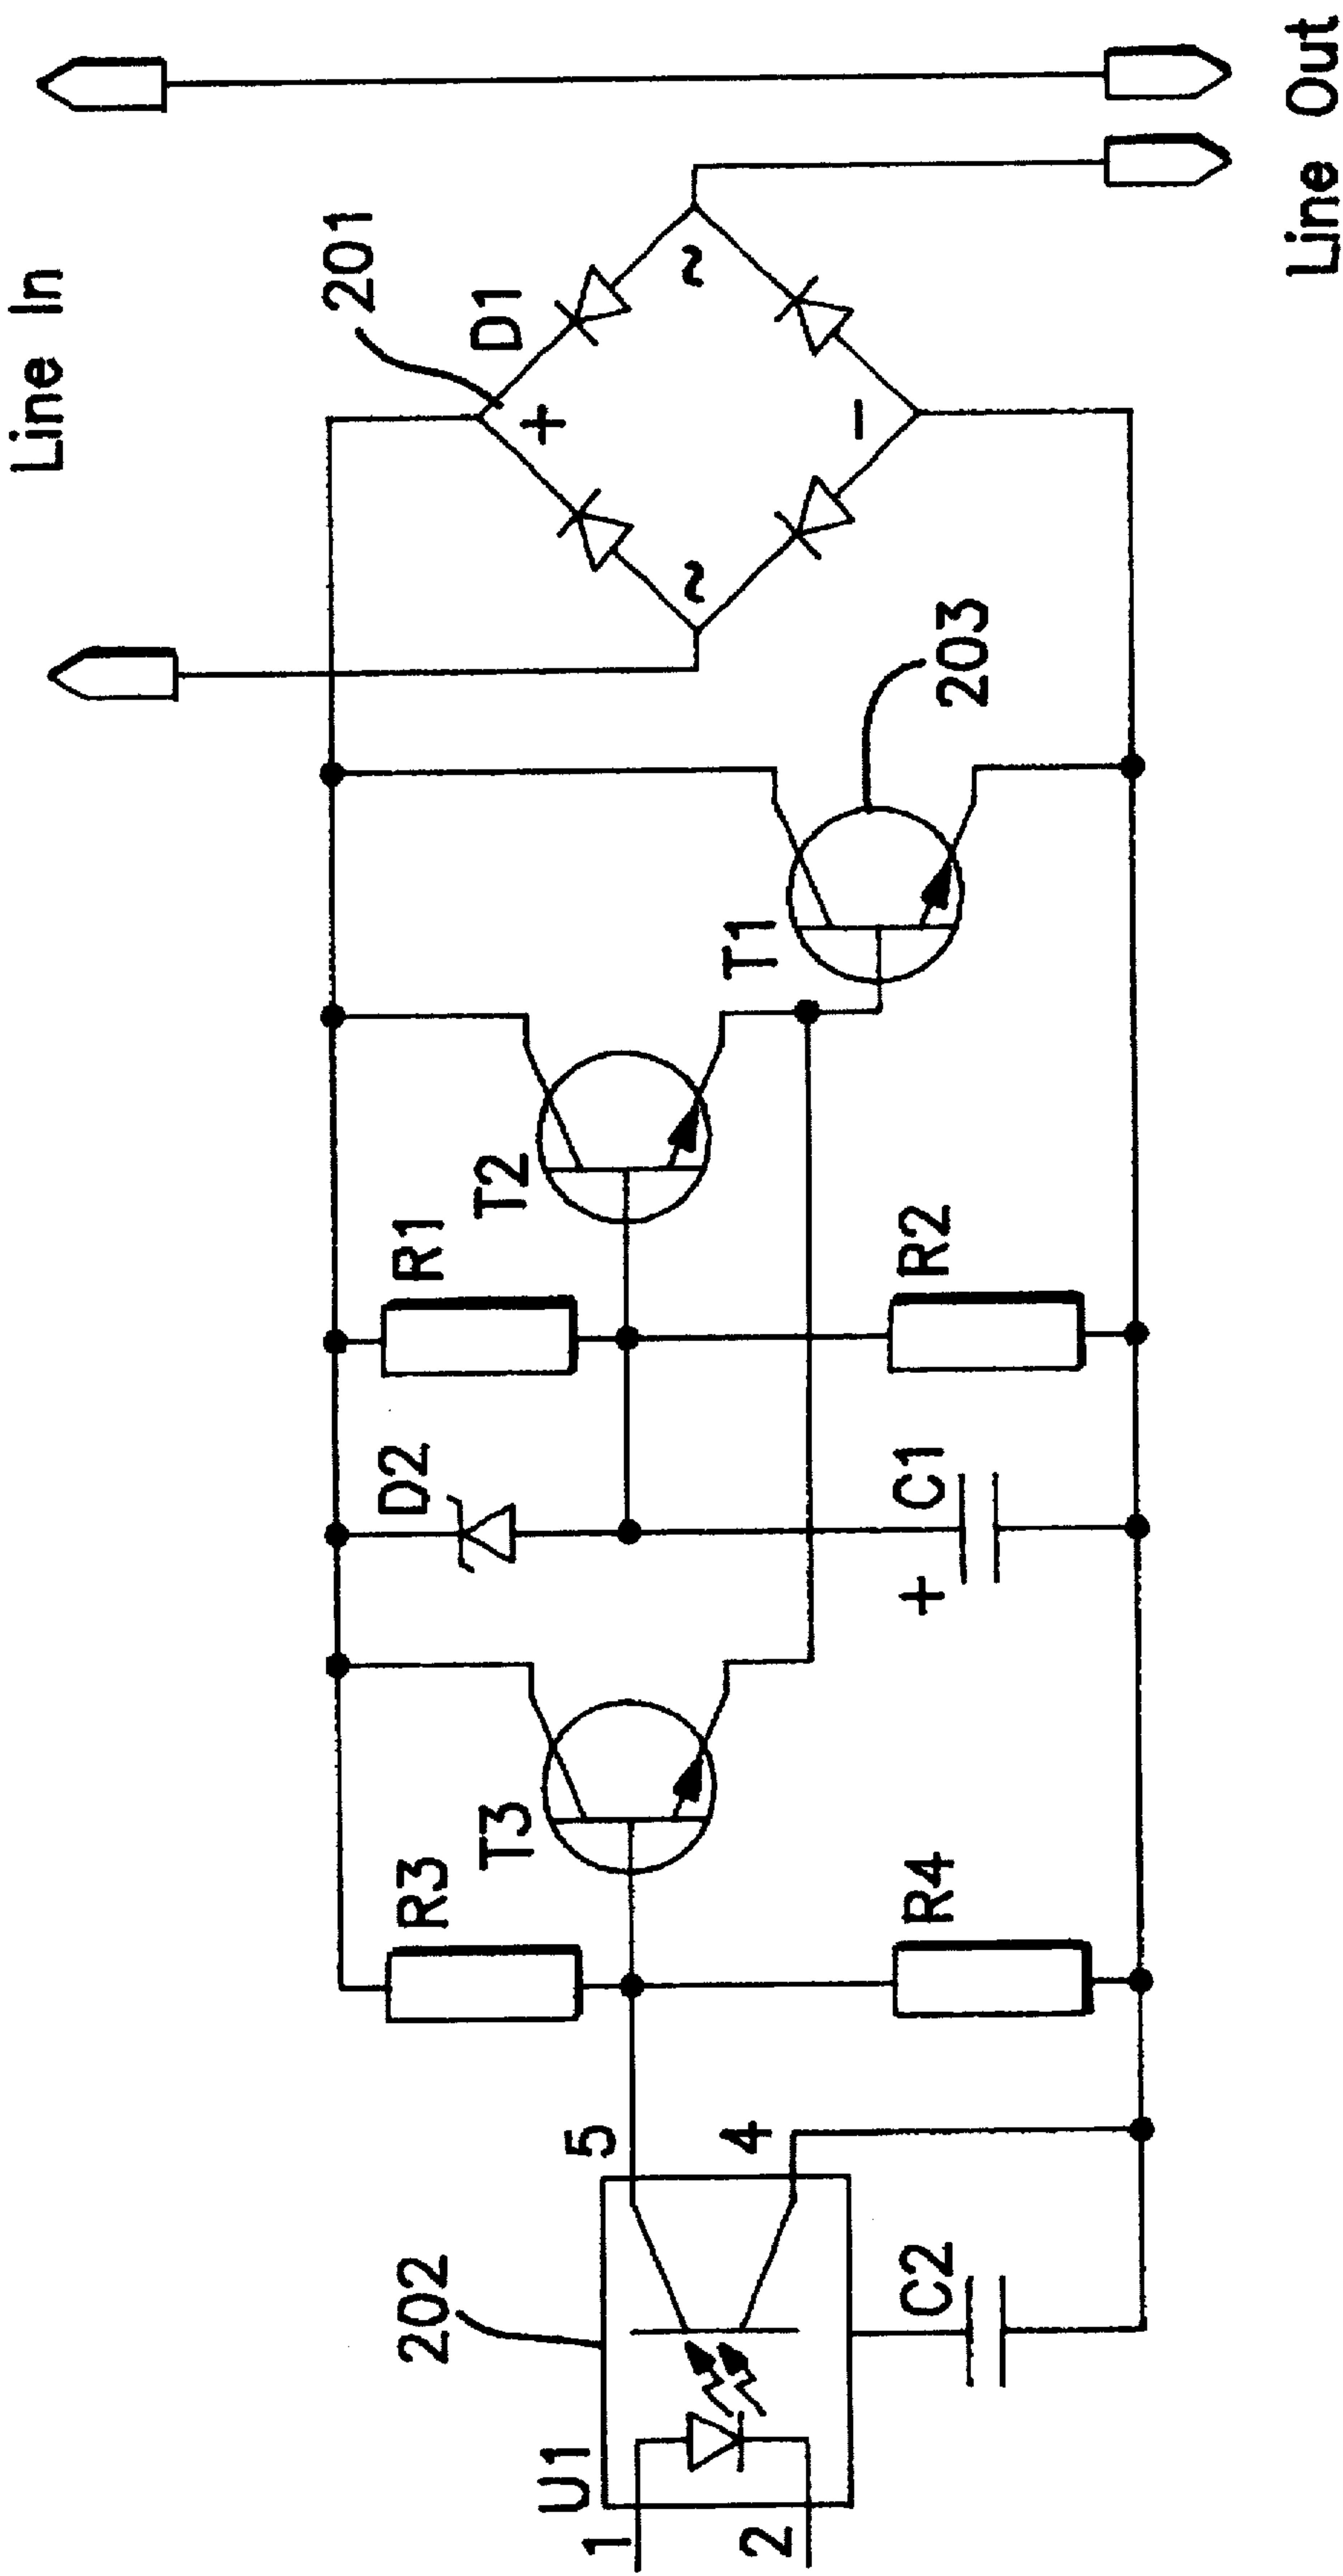 Line In
201
D1
+
~
~
−
203
T1
T2
R1
R2
D2
C1
+
T3
R3
R4
5
4
202
C2
U1
1
2
Line Out